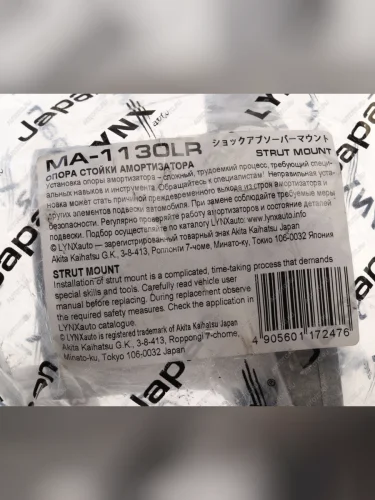 Japan LYNX Japan LYNX Japan
MA-1130LR ショックアブソーバーマウント
ОПОРА СТОЙКИ АМОРТИЗАТОРА STRUT MOUNT
Установка опоры амортизатора – сложный, трудоемкий процесс, требующий специ-
альных навыков и инструмента. Обращайтесь к специалистам! Неправильная уста-
новка может стать причиной преждевременного выхода из строя амортизатора и
других элементов подвески автомобиля. При замене соблюдайте требуемые меры
безопасности. Регулярно проверяйте работу амортизаторов и состояние деталей
подвески. Подбор осуществляйте по каталогу LYNXauto: www.lynxauto.info
© LYNXauto – зарегистрированный товарный знак Akita Kaihatsu G.K.
Akita Kaihatsu G.K., 3-8-413, Роппонги 7-чоме, Минато-ку, Токио 106-0032 Япония
STRUT MOUNT
Installation of strut mount is a complicated, time-taking process that demands
special skills and tools. Carefully read vehicle user
manual before replacing. During replacement observe
the required safety measures. Check the application in
LYNXauto catalogue.
© LYNXauto is registered trademark of Akita Kaihatsu G.K.
Akita Kaihatsu G.K., 3-8-413, Roppongi 7-chome,
Minato-ku, Tokyo 106-0032 Japan
4 905601 172476
Japan Japan